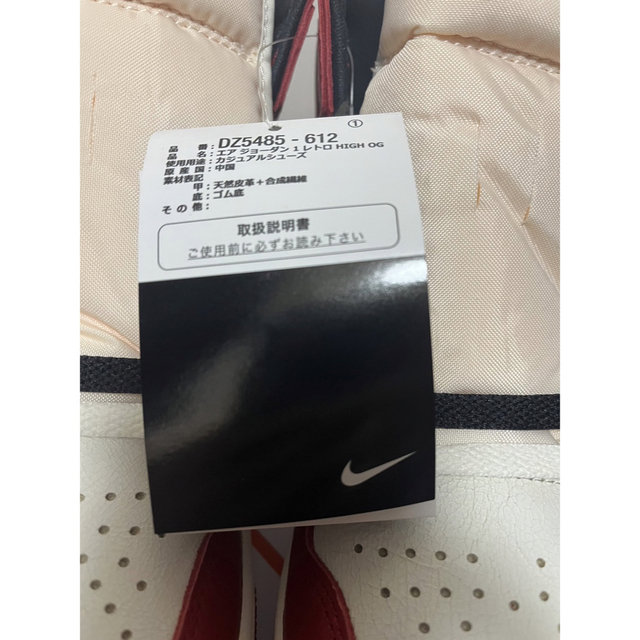 ①
品番：DZ5485-612
品名：エア ジョーダン 1 レトロ HIGH OG
使用用途：カジュアルシューズ
原産国：中国
素材表記
甲：天然皮革＋合成繊維
底：ゴム底
その他：
取扱説明書
ご使用前に必ずお読み下さい